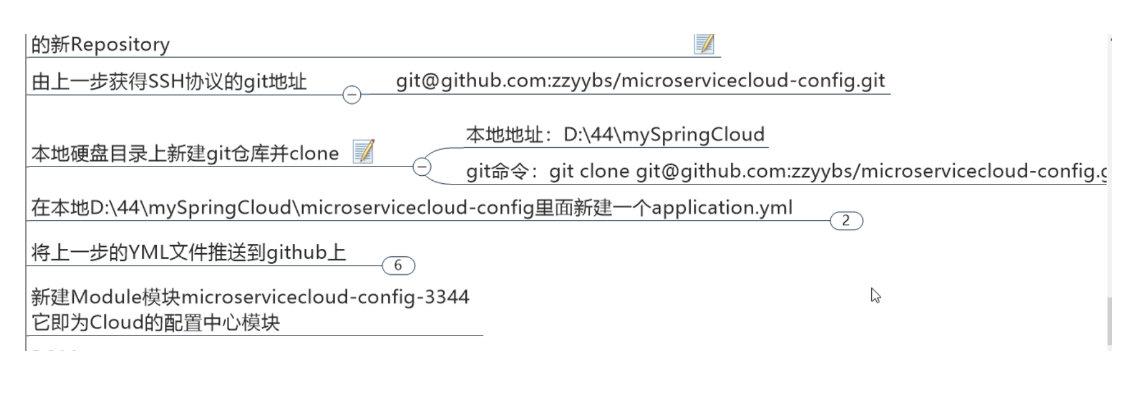 的新Repository
由上一步获得SSH协议的git地址
git@github.com:zzyybs/microservicecloud-config.git
本地硬盘目录上新建git仓库并clone
本地地址：D:\44\mySpringCloud
git命令：git clone git@github.com:zzyybs/microservicecloud-config.g
在本地D:\44\mySpringCloud\microservicecloud-config里面新建一个application.yml
2
将上一步的YML文件推送到github上
6
新建Module模块microservicecloud-config-3344
它即为Cloud的配置中心模块